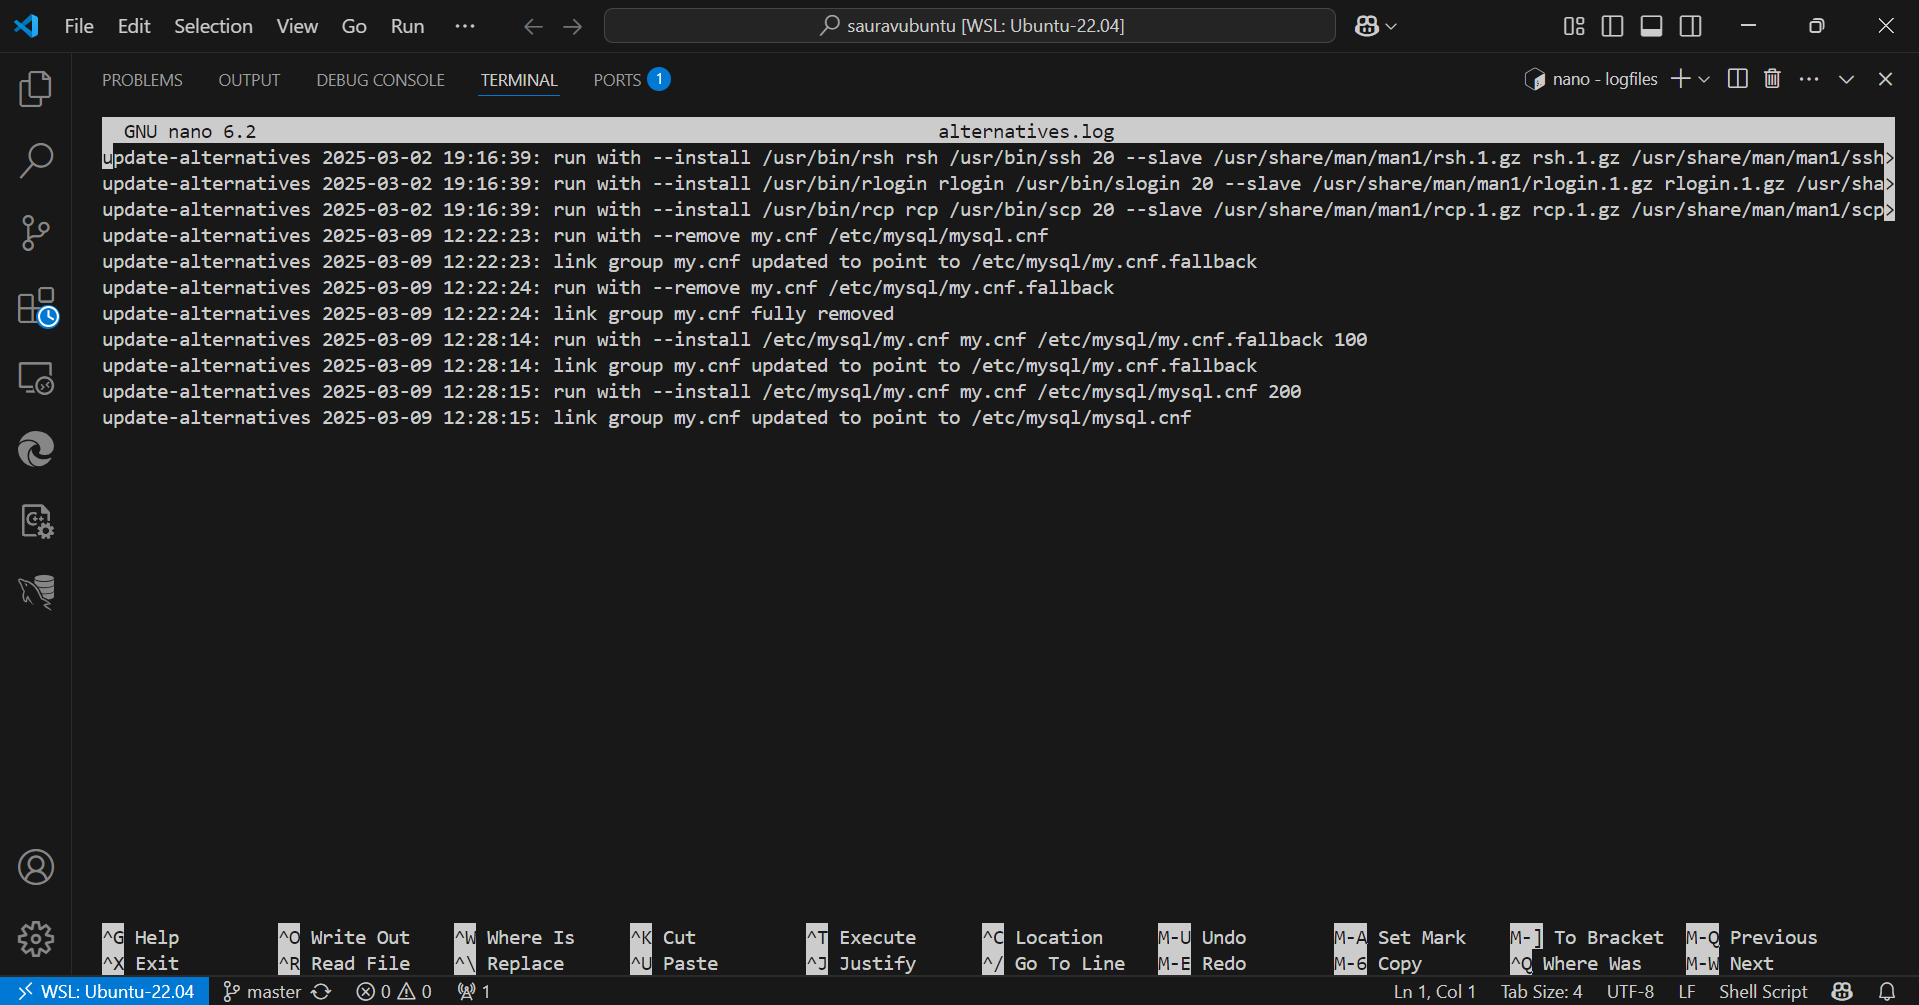 File Edit Selection View Go Run ··· sauravubuntu [WSL: Ubuntu-22.04]
PROBLEMS OUTPUT DEBUG CONSOLE TERMINAL PORTS 1 nano - logfiles
GNU nano 6.2 alternatives.log
update-alternatives 2025-03-02 19:16:39: run with --install /usr/bin/rsh rsh /usr/bin/ssh 20 --slave /usr/share/man/man1/rsh.1.gz rsh.1.gz /usr/share/man/man1/ssh>
update-alternatives 2025-03-02 19:16:39: run with --install /usr/bin/rlogin rlogin /usr/bin/slogin 20 --slave /usr/share/man/man1/rlogin.1.gz rlogin.1.gz /usr/sha>
update-alternatives 2025-03-02 19:16:39: run with --install /usr/bin/rcp rcp /usr/bin/scp 20 --slave /usr/share/man/man1/rcp.1.gz rcp.1.gz /usr/share/man/man1/scp>
update-alternatives 2025-03-09 12:22:23: run with --remove my.cnf /etc/mysql/mysql.cnf
update-alternatives 2025-03-09 12:22:23: link group my.cnf updated to point to /etc/mysql/my.cnf.fallback
update-alternatives 2025-03-09 12:22:24: run with --remove my.cnf /etc/mysql/my.cnf.fallback
update-alternatives 2025-03-09 12:22:24: link group my.cnf fully removed
update-alternatives 2025-03-09 12:28:14: run with --install /etc/mysql/my.cnf my.cnf /etc/mysql/my.cnf.fallback 100
update-alternatives 2025-03-09 12:28:14: link group my.cnf updated to point to /etc/mysql/my.cnf.fallback
update-alternatives 2025-03-09 12:28:15: run with --install /etc/mysql/my.cnf my.cnf /etc/mysql/mysql.cnf 200
update-alternatives 2025-03-09 12:28:15: link group my.cnf updated to point to /etc/mysql/mysql.cnf
^G Help ^O Write Out ^W Where Is ^K Cut ^T Execute ^C Location M-U Undo M-A Set Mark M-] To Bracket M-Q Previous
^X Exit ^R Read File ^\ Replace ^U Paste ^J Justify ^/ Go To Line M-E Redo M-6 Copy ^Q Where Was M-W Next
WSL: Ubuntu-22.04 master 0 0 1 Ln 1, Col 1 Tab Size: 4 UTF-8 LF Shell Script